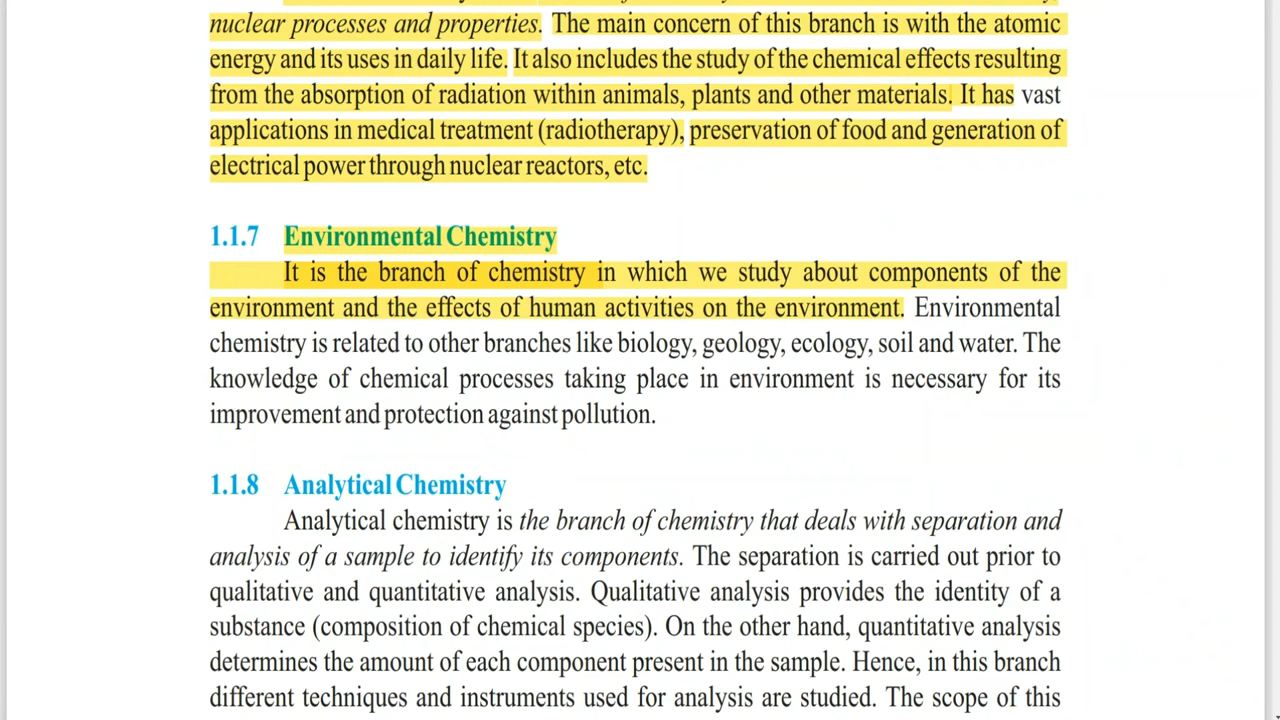 nuclear processes and properties. The main concern of this branch is with the atomic
energy and its uses in daily life. It also includes the study of the chemical effects resulting
from the absorption of radiation within animals, plants and other materials. It has vast
applications in medical treatment (radiotherapy), preservation of food and generation of
electrical power through nuclear reactors, etc.
1.1.7 Environmental Chemistry
It is the branch of chemistry in which we study about components of the
environment and the effects of human activities on the environment. Environmental
chemistry is related to other branches like biology, geology, ecology, soil and water. The
knowledge of chemical processes taking place in environment is necessary for its
improvement and protection against pollution.
1.1.8 Analytical Chemistry
Analytical chemistry is the branch of chemistry that deals with separation and
analysis of a sample to identify its components. The separation is carried out prior to
qualitative and quantitative analysis. Qualitative analysis provides the identity of a
substance (composition of chemical species). On the other hand, quantitative analysis
determines the amount of each component present in the sample. Hence, in this branch
different techniques and instruments used for analysis are studied. The scope of this